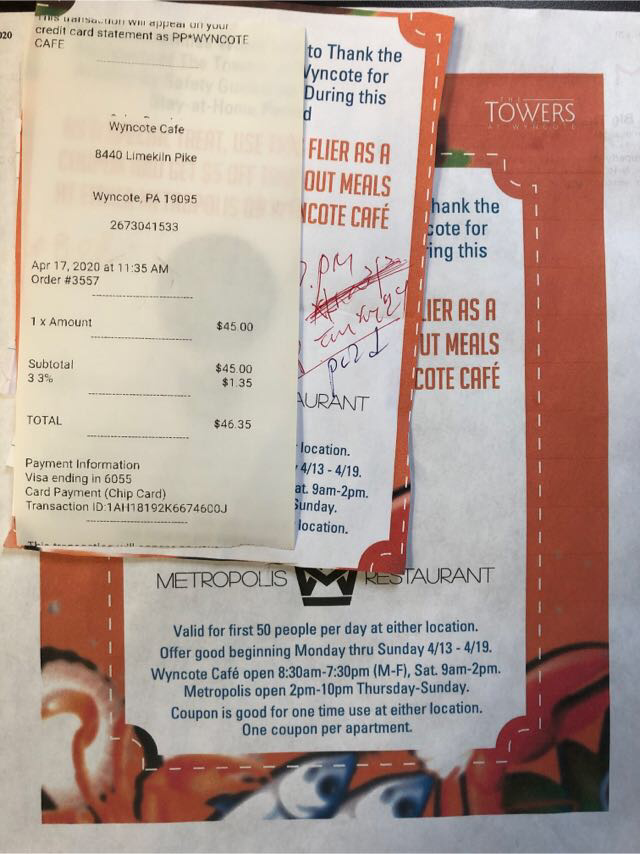 This transaction will appear on your
credit card statement as PP*WYNCOTE
CAFE
Wyncote Cafe
8440 Limekiln Pike
Wyncote, PA 19095
2673041533
Apr 17, 2020 at 11:35 AM
Order #3557
1 x Amount $45.00
Subtotal $45.00
3 3% $1.35
TOTAL $46.35
Payment Information
Visa ending in 6055
Card Payment (Chip Card)
Transaction ID:1AH18192K6674600J
to Thank the
Wyncote for
During this
FLIER AS A
OUT MEALS
NCOTE CAFÉ
PM
pd
AURANT
location.
4/13 - 4/19.
at. 9am-2pm.
Sunday.
location.
020
THE
TOWERS
AT WYNCOTE
hank the
cote for
ring this
LIER AS A
UT MEALS
COTE CAFÉ
METROPOLIS RESTAURANT
Valid for first 50 people per day at either location.
Offer good beginning Monday thru Sunday 4/13 - 4/19.
Wyncote Café open 8:30am-7:30pm (M-F), Sat. 9am-2pm.
Metropolis open 2pm-10pm Thursday-Sunday.
Coupon is good for one time use at either location.
One coupon per apartment.